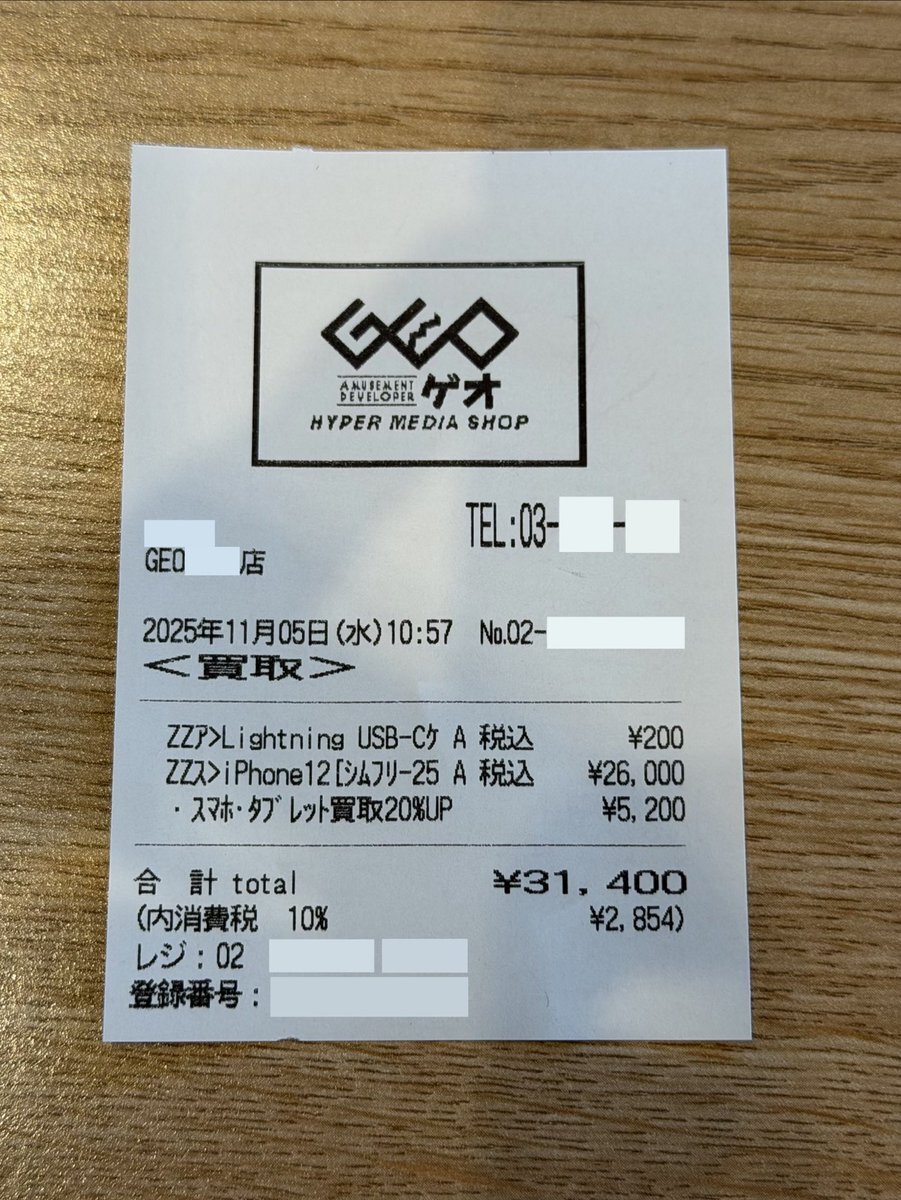 GEO
AMUSEMENT DEVELOPER ゲオ
HYPER MEDIA SHOP
TEL:03- -
GEO 店
2025年11月05日(水)10:57 No.02-
<買取>
ZZｱ>Lightning USB-Cｹ A 税込 ¥200
ZZｽ>iPhone12[ｼﾑﾌﾘｰ25 A 税込 ¥26,000
・ｽﾏﾎ･ﾀﾌﾞﾚｯﾄ買取20%UP ¥5,200
合 計 total ¥31,400
(内消費税 10% ¥2,854)
レジ:02
登録番号: